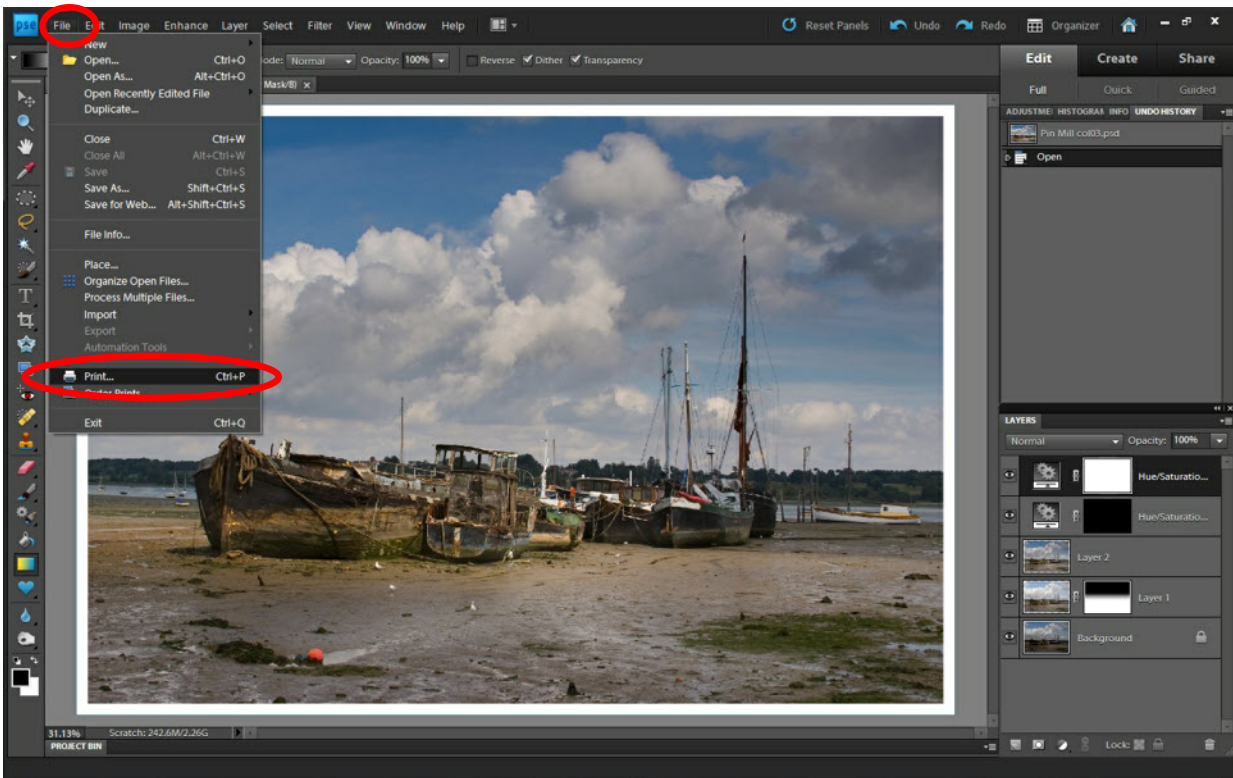 pse File Edit Image Enhance Layer Select Filter View Window Help Reset Panels Undo Redo Organizer
Mode: Normal Opacity: 100% Reverse Dither Transparency
Mask/8) x
New
Open... Ctrl+O
Open As... Alt+Ctrl+O
Open Recently Edited File
Duplicate...
Close Ctrl+W
Close All Alt+Ctrl+W
Save Ctrl+S
Save As... Shift+Ctrl+S
Save for Web... Alt+Shift+Ctrl+S
File Info...
Place...
Organize Open Files...
Process Multiple Files...
Import
Export
Automation Tools
Print... Ctrl+P
Order Prints
Exit Ctrl+Q
31.13% Scratch: 242.6M/2.26G
PROJECT BIN
Edit Create Share
Full Quick Guided
ADJUSTME HISTOGRAM INFO UNDO HISTORY
Pin Mill col03.psd
Open
LAYERS
Normal Opacity: 100%
Hue/Saturatio...
Hue/Saturatio...
Layer 2
Layer 1
Background
Lock: